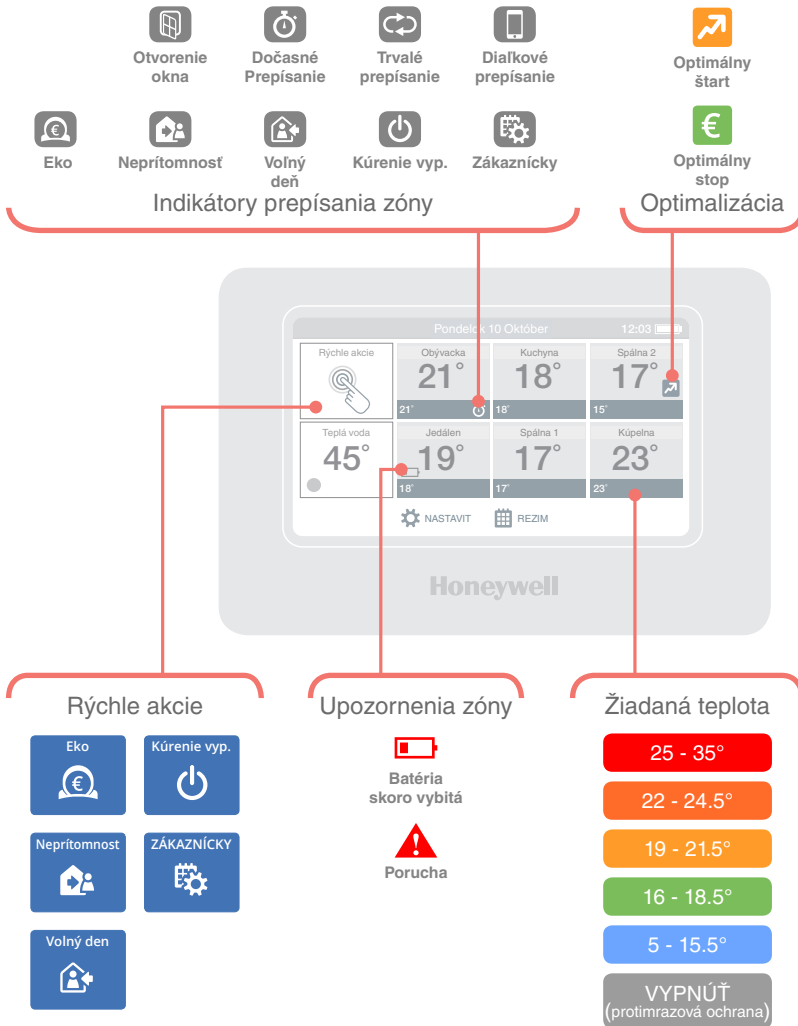 Otvorenie
okna
Dočasné
Prepísanie
Trvalé
prepísanie
Diaľkové
prepísanie
Optimálny
štart
Eko
Neprítomnosť
Voľný
deň
Kúrenie vyp.
Zákaznícky
€
Optimálny
stop
Indikátory prepísania zóny
Optimalizácia
Pondelok 10 Október 12:03
Rýchle akcie
Obývacka
21°
21°
Kuchyna
18°
18°
Spálna 2
17°
15°
Teplá voda
45°
Jedálen
19°
18°
Spálna 1
17°
17°
Kúpelna
23°
23°
NASTAVIT
REZIM
Honeywell
Rýchle akcie
Eko
€
Kúrenie vyp.
Neprítomnost
ZÁKAZNÍCKY
Volný den
Upozornenia zóny
Batéria
skoro vybitá
Porucha
Žiadaná teplota
25 - 35°
22 - 24.5°
19 - 21.5°
16 - 18.5°
5 - 15.5°
VYPNÚŤ
(protimrazová ochrana)